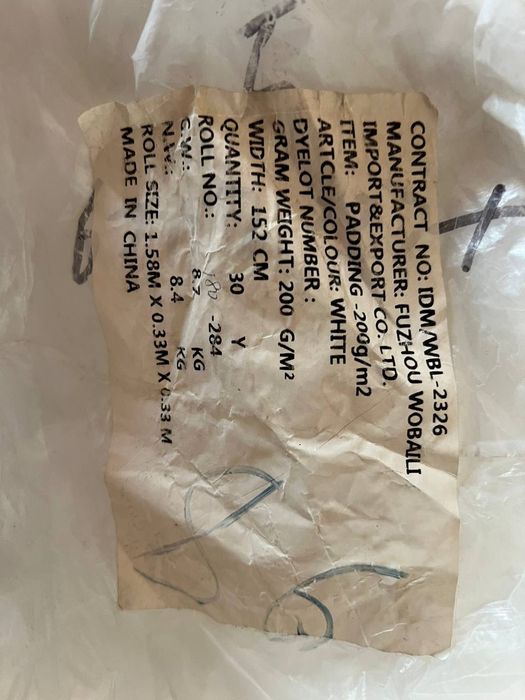 CONTRACT NO: IDM/WBL-2326
MANUFACTURER: FUZHOU WOBAILI
IMPORT&EXPORT CO. LTD.
ITEM: PADDING -200g/m2
ARTCLE/COLOUR: WHITE
DYELOT NUMBER :
GRAM WEIGHT: 200 G/M²
WIDTH: 152 CM
QUANTITY: 30 Y
ROLL NO.: 180 -284
G.W.: 8.7 KG
N.W.: 8.4 KG
ROLL SIZE: 1.58M X 0.33M X 0.33 M
MADE IN CHINA